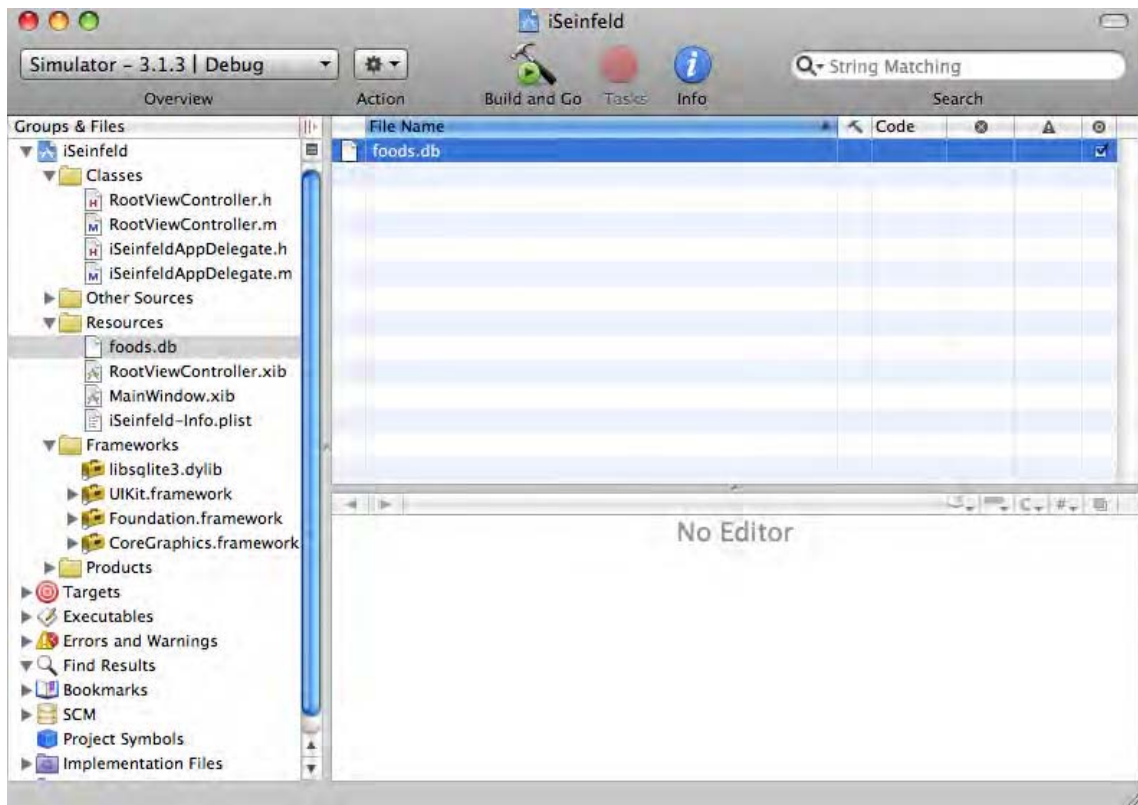 iSeinfeld
Simulator - 3.1.3 | Debug
String Matching
Overview
Action
Build and Go
Tasks
Info
Search
Groups & Files
File Name
Code
iSeinfeld
foods.db
Classes
H RootViewController.h
M RootViewController.m
H iSeinfeldAppDelegate.h
M iSeinfeldAppDelegate.m
Other Sources
Resources
foods.db
RootViewController.xib
MainWindow.xib
iSeinfeld-Info.plist
Frameworks
libsqlite3.dylib
UIKit.framework
Foundation.framework
CoreGraphics.framework
Products
Targets
Executables
Errors and Warnings
Find Results
Bookmarks
SCM
Project Symbols
Implementation Files
C #
No Editor